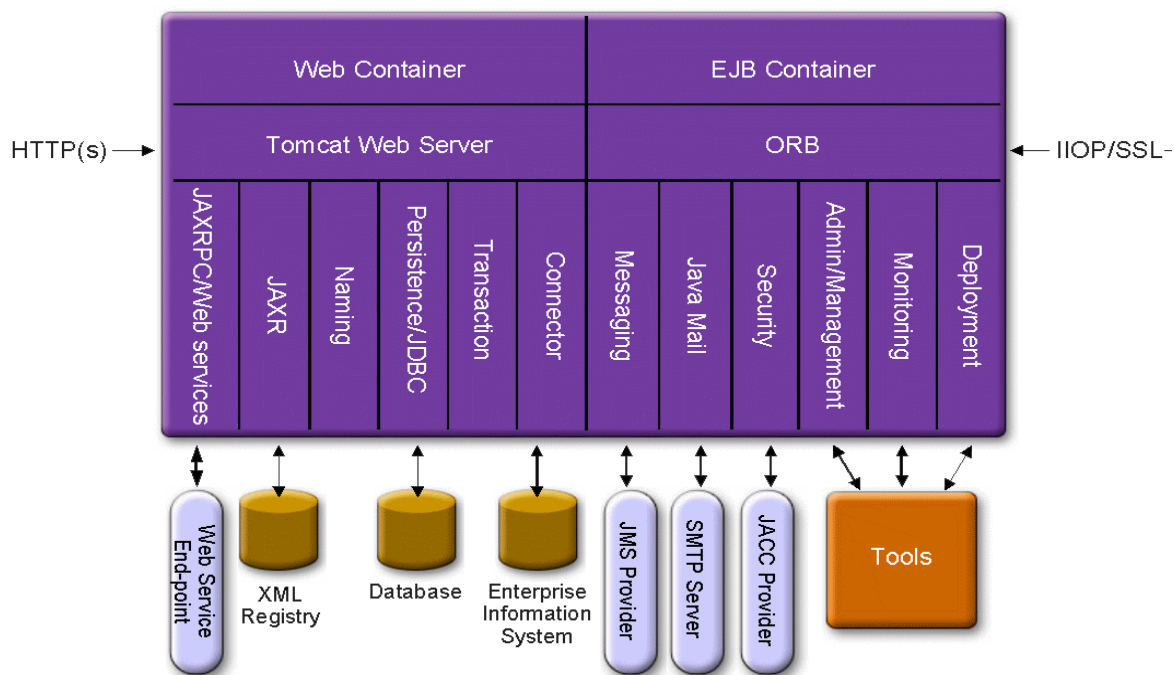 Web Container
EJB Container
HTTP(s)
Tomcat Web Server
ORB
IIOP/SSL-
JAXRPC/Web services
JAXR
Naming
Persistence/JDBC
Transaction
Connector
Messaging
Java Mail
Security
Admin/Management
Monitoring
Deployment
Web Service
End-point
XML
Registry
Database
Enterprise
Information
System
JMS Provider
SMTP Server
JACC Provider
Tools